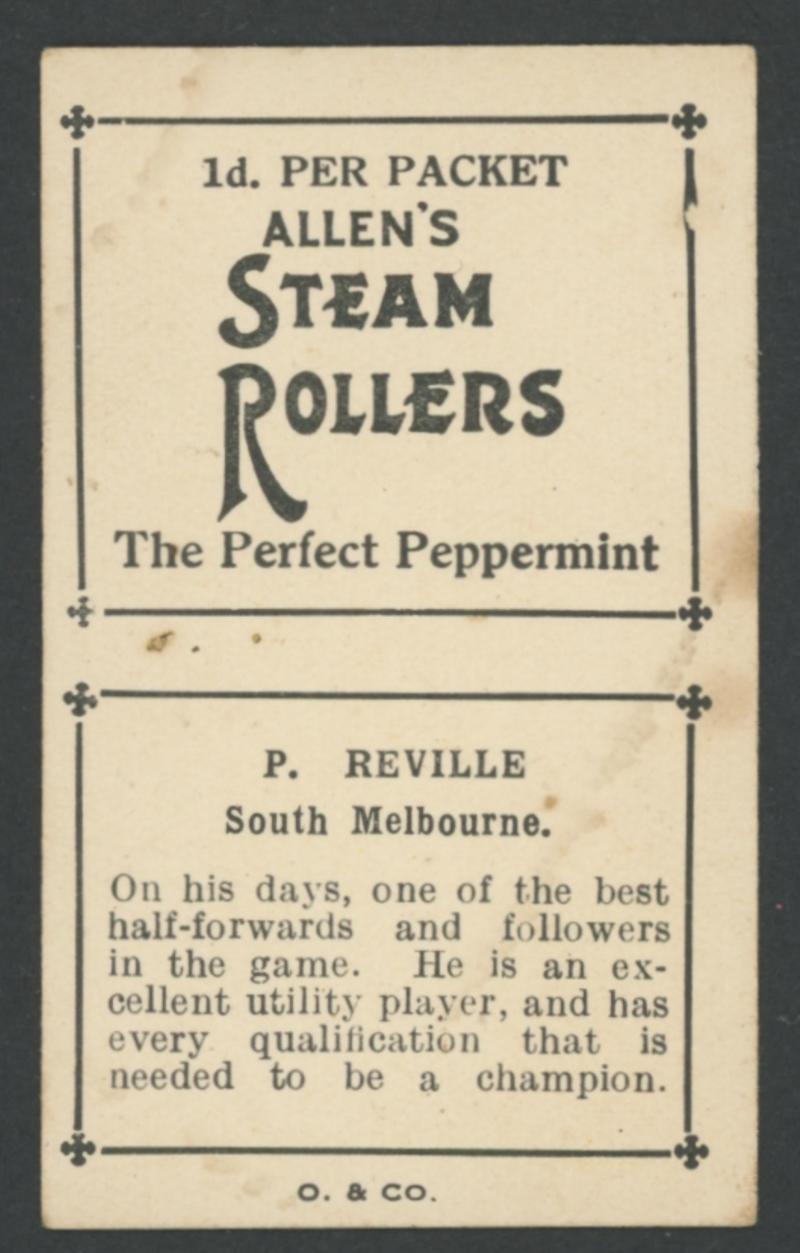 1d. PER PACKET
ALLEN'S
STEAM
ROLLERS
The Perfect Peppermint
P. REVILLE
South Melbourne.
On his days, one of the best
half-forwards and followers
in the game. He is an ex-
cellent utility player, and has
every qualification that is
needed to be a champion.
O. & CO.